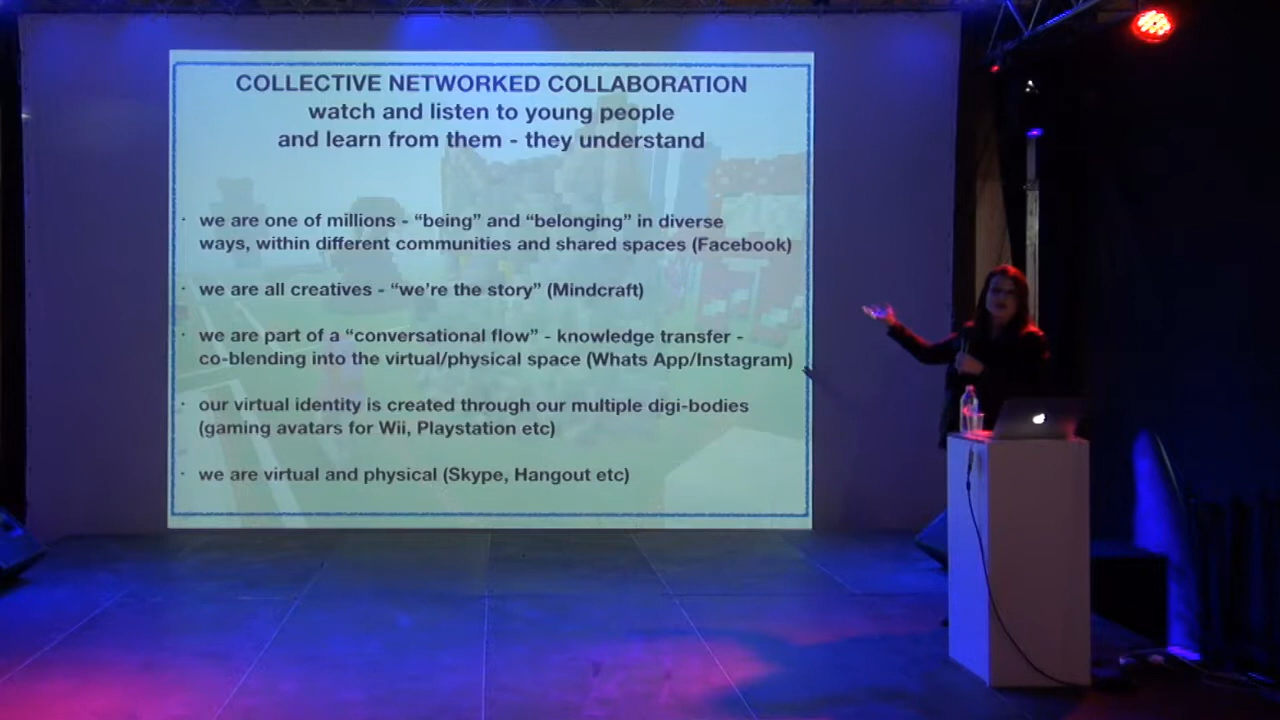 COLLECTIVE NETWORKED COLLABORATION
watch and listen to young people
and learn from them - they understand
· we are one of millions - “being” and “belonging” in diverse
ways, within different communities and shared spaces (Facebook)
· we are all creatives - “we’re the story” (Mindcraft)
· we are part of a “conversational flow” - knowledge transfer -
co-blending into the virtual/physical space (Whats App/Instagram)
· our virtual identity is created through our multiple digi-bodies
(gaming avatars for Wii, Playstation etc)
· we are virtual and physical (Skype, Hangout etc)